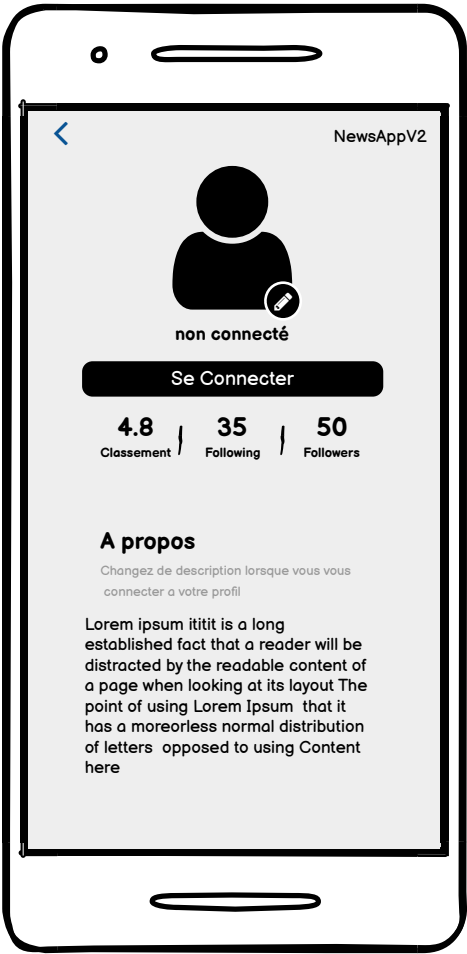 NewsAppV2
non connecté
Se Connecter
4.8 35 50
Classement Following Followers
A propos
Changez de description lorsque vous vous
connecter a votre profil
Lorem ipsum ititit is a long
established fact that a reader will be
distracted by the readable content of
a page when looking at its layout The
point of using Lorem Ipsum  that it
has a moreorless normal distribution
of letters  opposed to using Content
here